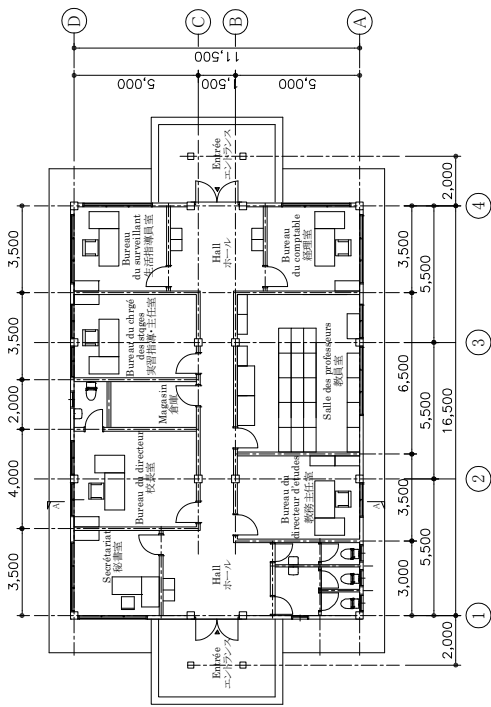 3,500
4,000
2,000
3,500
3,500
D
C
B
A
5,000
1,500
5,000
11,500
A
Secrétariat
秘書室
Bureau du directeur
校長室
Magasin
倉庫
Bureau du chrgé
des stqges
実習指導・主任室
Bureau
du surveillant
生活指導員室
Entrée
エントランス
Hall
ホール
Hall
ホール
Entrée
エントランス
Bureau du
directeur d'études
教務主任室
Salle des professeurs
教員室
Bureau
du comptable
経理室
A
3,000
3,500
6,500
3,500
5,500
5,500
5,500
2,000
16,500
2,000
1
2
3
4